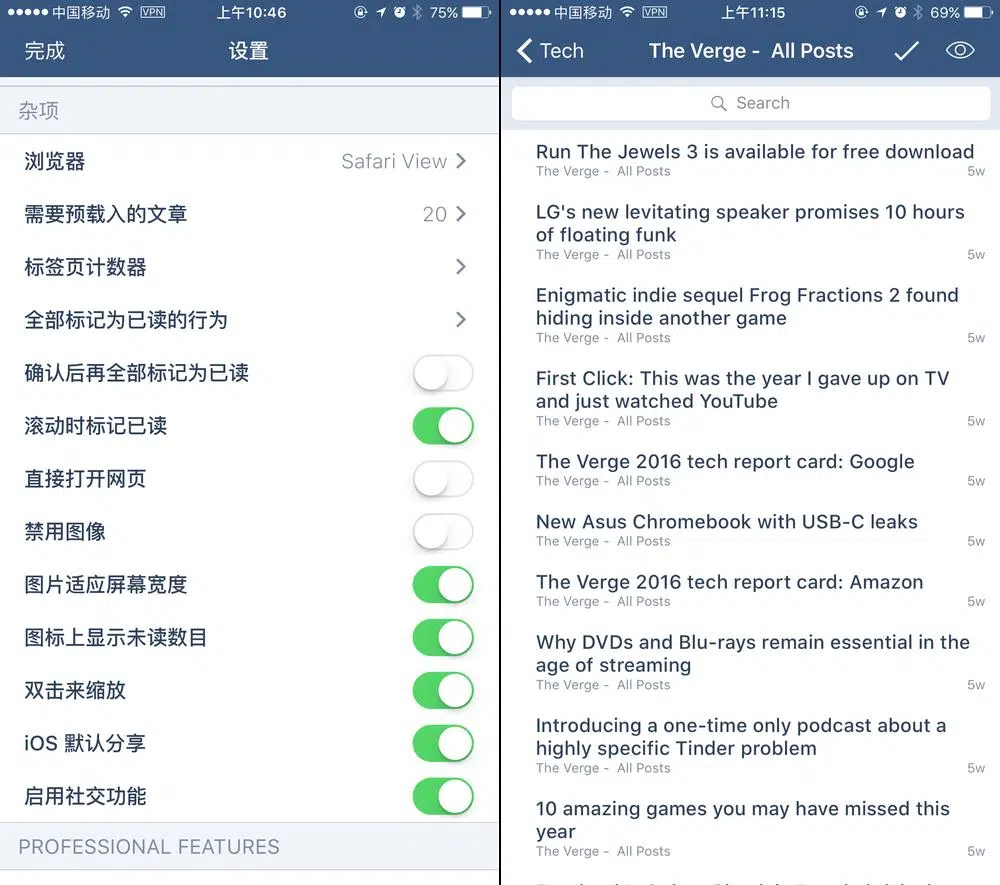 中国移动 VPN 上午10:46 75%
完成 设置
杂项
浏览器 Safari View
需要预载入的文章 20
标签页计数器
全部标记为已读的行为
确认后再全部标记为已读
滚动时标记已读
直接打开网页
禁用图像
图片适应屏幕宽度
图标上显示未读数目
双击来缩放
iOS 默认分享
启用社交功能
PROFESSIONAL FEATURES
中国移动 VPN 上午11:15 69%
Tech The Verge - All Posts
Search
Run The Jewels 3 is available for free download
The Verge - All Posts 5w
LG's new levitating speaker promises 10 hours
of floating funk
The Verge - All Posts 5w
Enigmatic indie sequel Frog Fractions 2 found
hiding inside another game
The Verge - All Posts 5w
First Click: This was the year I gave up on TV
and just watched YouTube
The Verge - All Posts 5w
The Verge 2016 tech report card: Google
The Verge - All Posts 5w
New Asus Chromebook with USB-C leaks
The Verge - All Posts 5w
The Verge 2016 tech report card: Amazon
The Verge - All Posts 5w
Why DVDs and Blu-rays remain essential in the
age of streaming
The Verge - All Posts 5w
Introducing a one-time only podcast about a
highly specific Tinder problem
The Verge - All Posts 5w
10 amazing games you may have missed this
year
The Verge - All Posts 5w